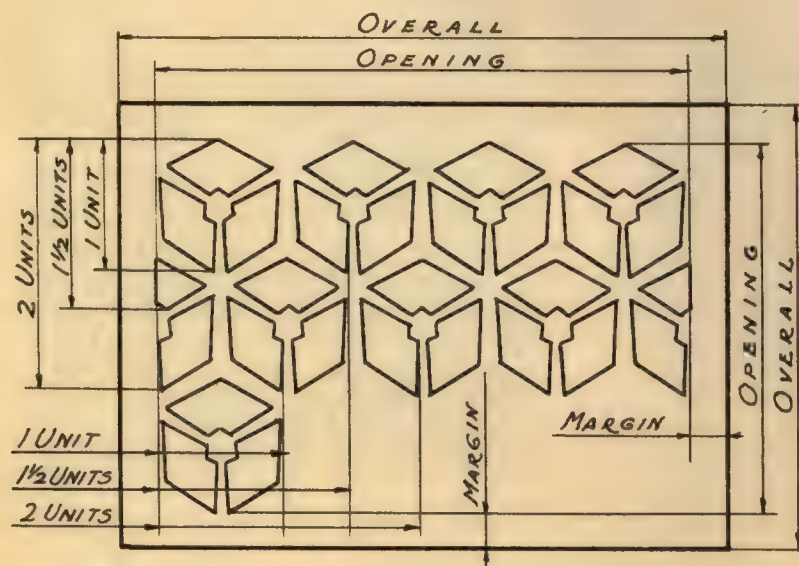 OVERALL
OPENING
2 UNITS
1½ UNITS
1 UNIT
OPENING
OVERALL
MARGIN
MARGIN
1 UNIT
1½ UNITS
2 UNITS